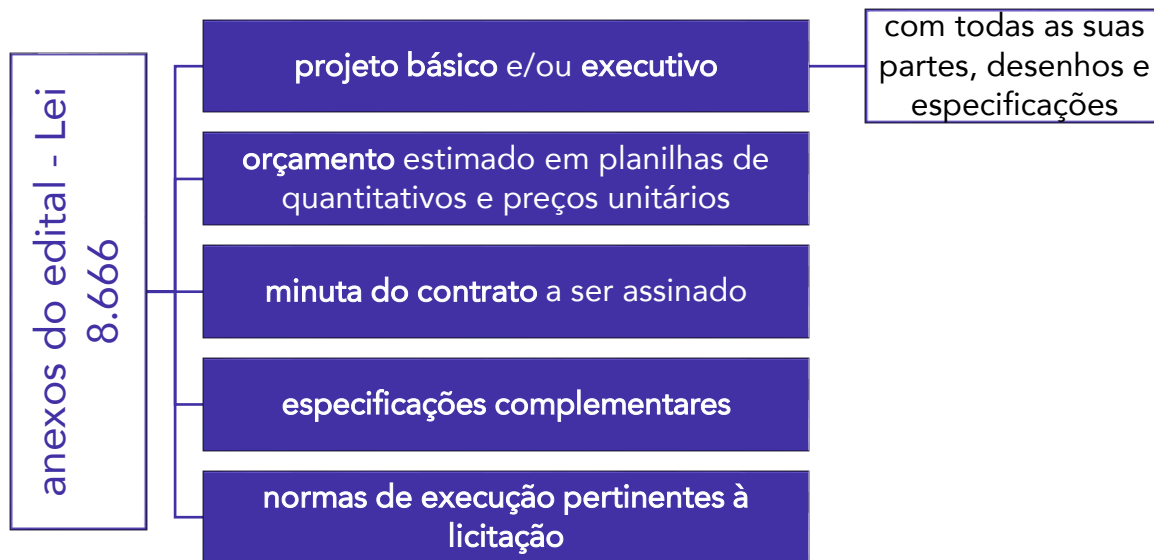 anexos do edital - Lei
8.666
projeto básico e/ou executivo
com todas as suas
partes, desenhos e
especificações
orçamento estimado em planilhas de
quantitativos e preços unitários
minuta do contrato a ser assinado
especificações complementares
normas de execução pertinentes à
licitação